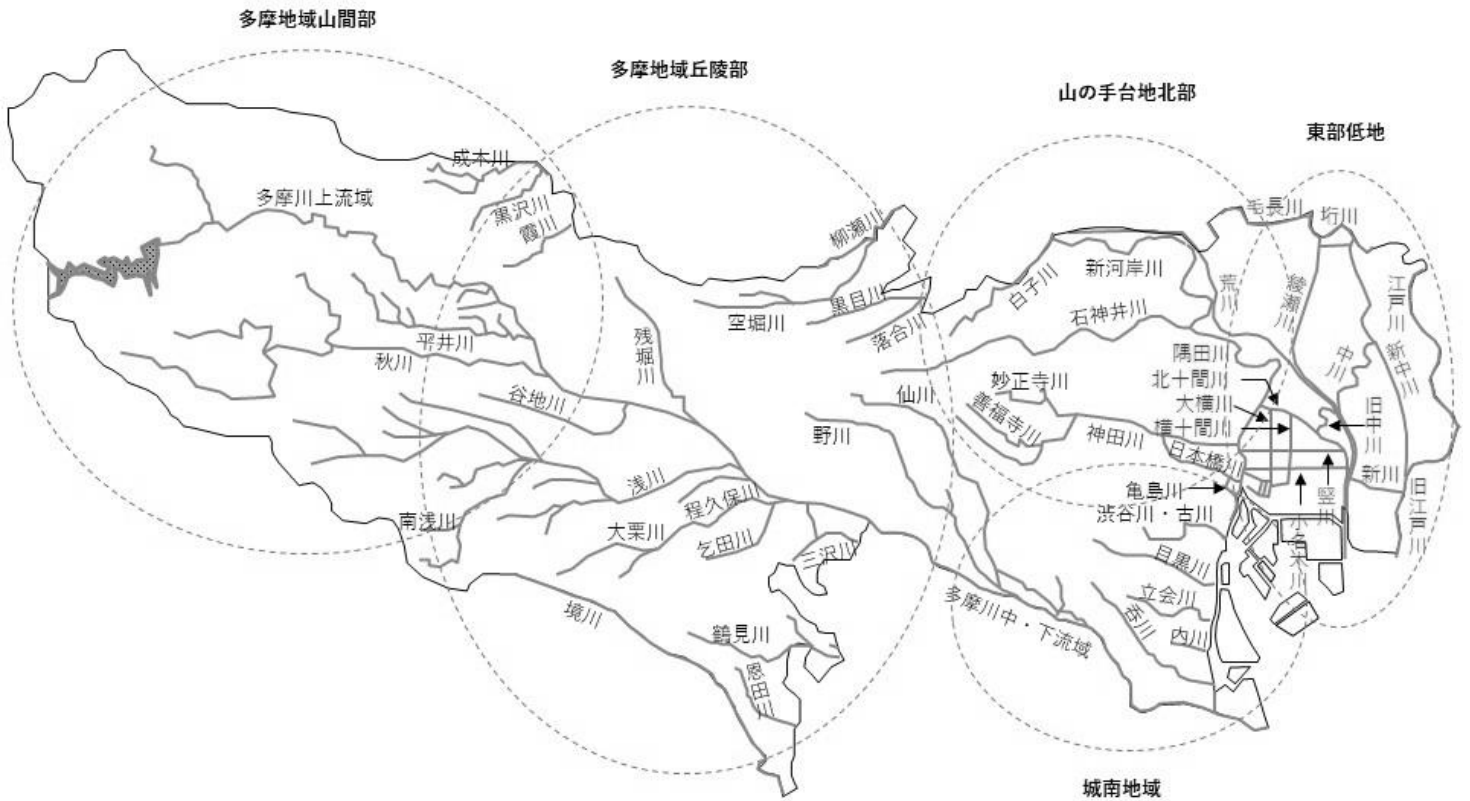 多摩地域山間部
多摩地域丘陵部
山の手台地北部
東部低地
成木川
多摩川上流域
黒沢川
霞川
柳瀬川
毛長川
垳川
新河岸川
白子川
荒川
綾瀬川
江戸川
空堀川
黒目川
落合川
石神井川
残堀川
平井川
秋川
中川
新中川
隅田川
北十間川
大横川
横十間川
妙正寺川
善福寺川
仙川
谷地川
野川
神田川
日本橋川
旧中川
新川
旧江戸川
浅川
程久保川
亀島川
渋谷川・古川
竪川
小名木川
南浅川
大栗川
乞田川
三沢川
目黒川
立会川
内川
呑川
多摩川中・下流域
境川
鶴見川
恩田川
城南地域